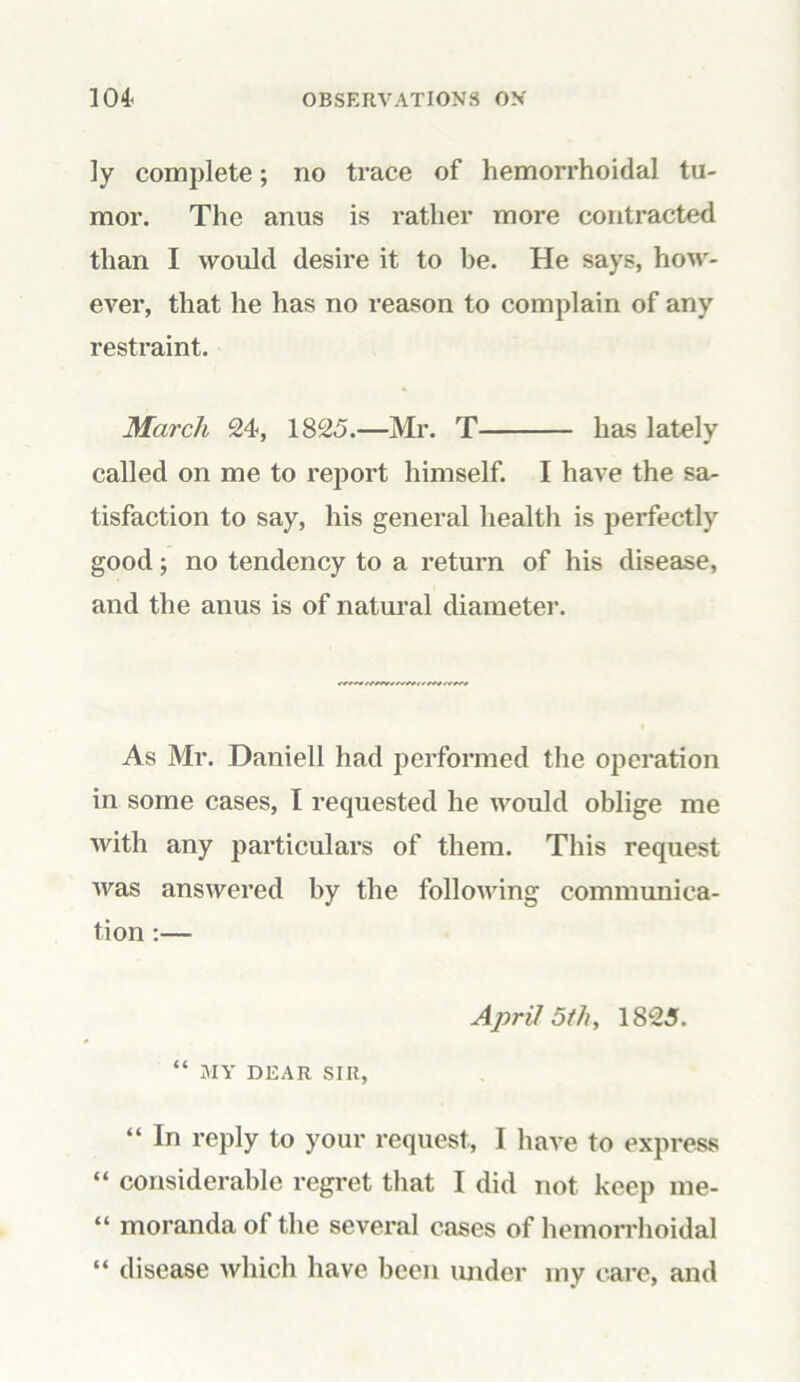 104 OBSERVATIONS ON
ly complete; no trace of hemorrhoidal tu-
mor. The anus is rather more contracted
than I would desire it to be. He says, how-
ever, that he has no reason to complain of any
restraint.
March 24, 1825.—Mr. T——— has lately
called on me to report himself. I have the sa-
tisfaction to say, his general health is perfectly
good; no tendency to a return of his disease,
and the anus is of natural diameter.
As Mr. Daniell had performed the operation
in some cases, I requested he would oblige me
with any particulars of them. This request
was answered by the following communica-
tion :—
April 5th, 1825.
“ MY DEAR SIR,
“ In reply to your request, I have to express
“ considerable regret that I did not keep me-
“ moranda of the several cases of hemorrhoidal
“ disease which have been under my care, and